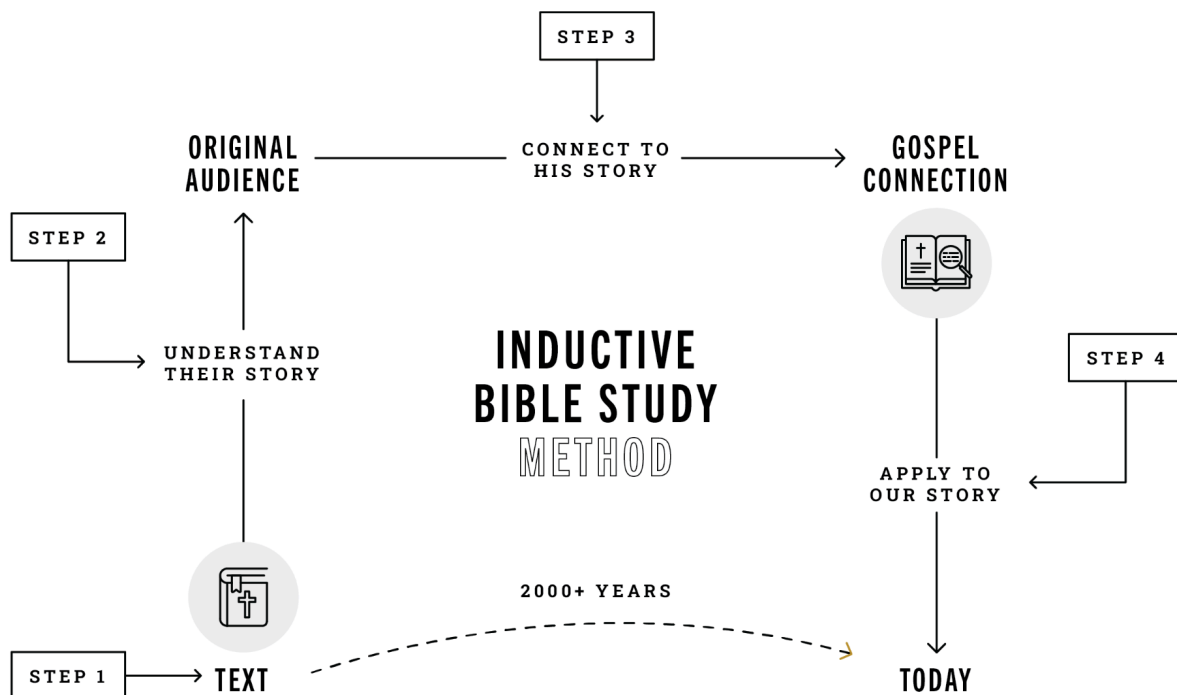 STEP 3
ORIGINAL
AUDIENCE
CONNECT TO
HIS STORY
GOSPEL
CONNECTION
STEP 2
UNDERSTAND
THEIR STORY
INDUCTIVE
BIBLE STUDY
METHOD
STEP 4
APPLY TO
OUR STORY
2000+ YEARS
STEP 1
TEXT
TODAY